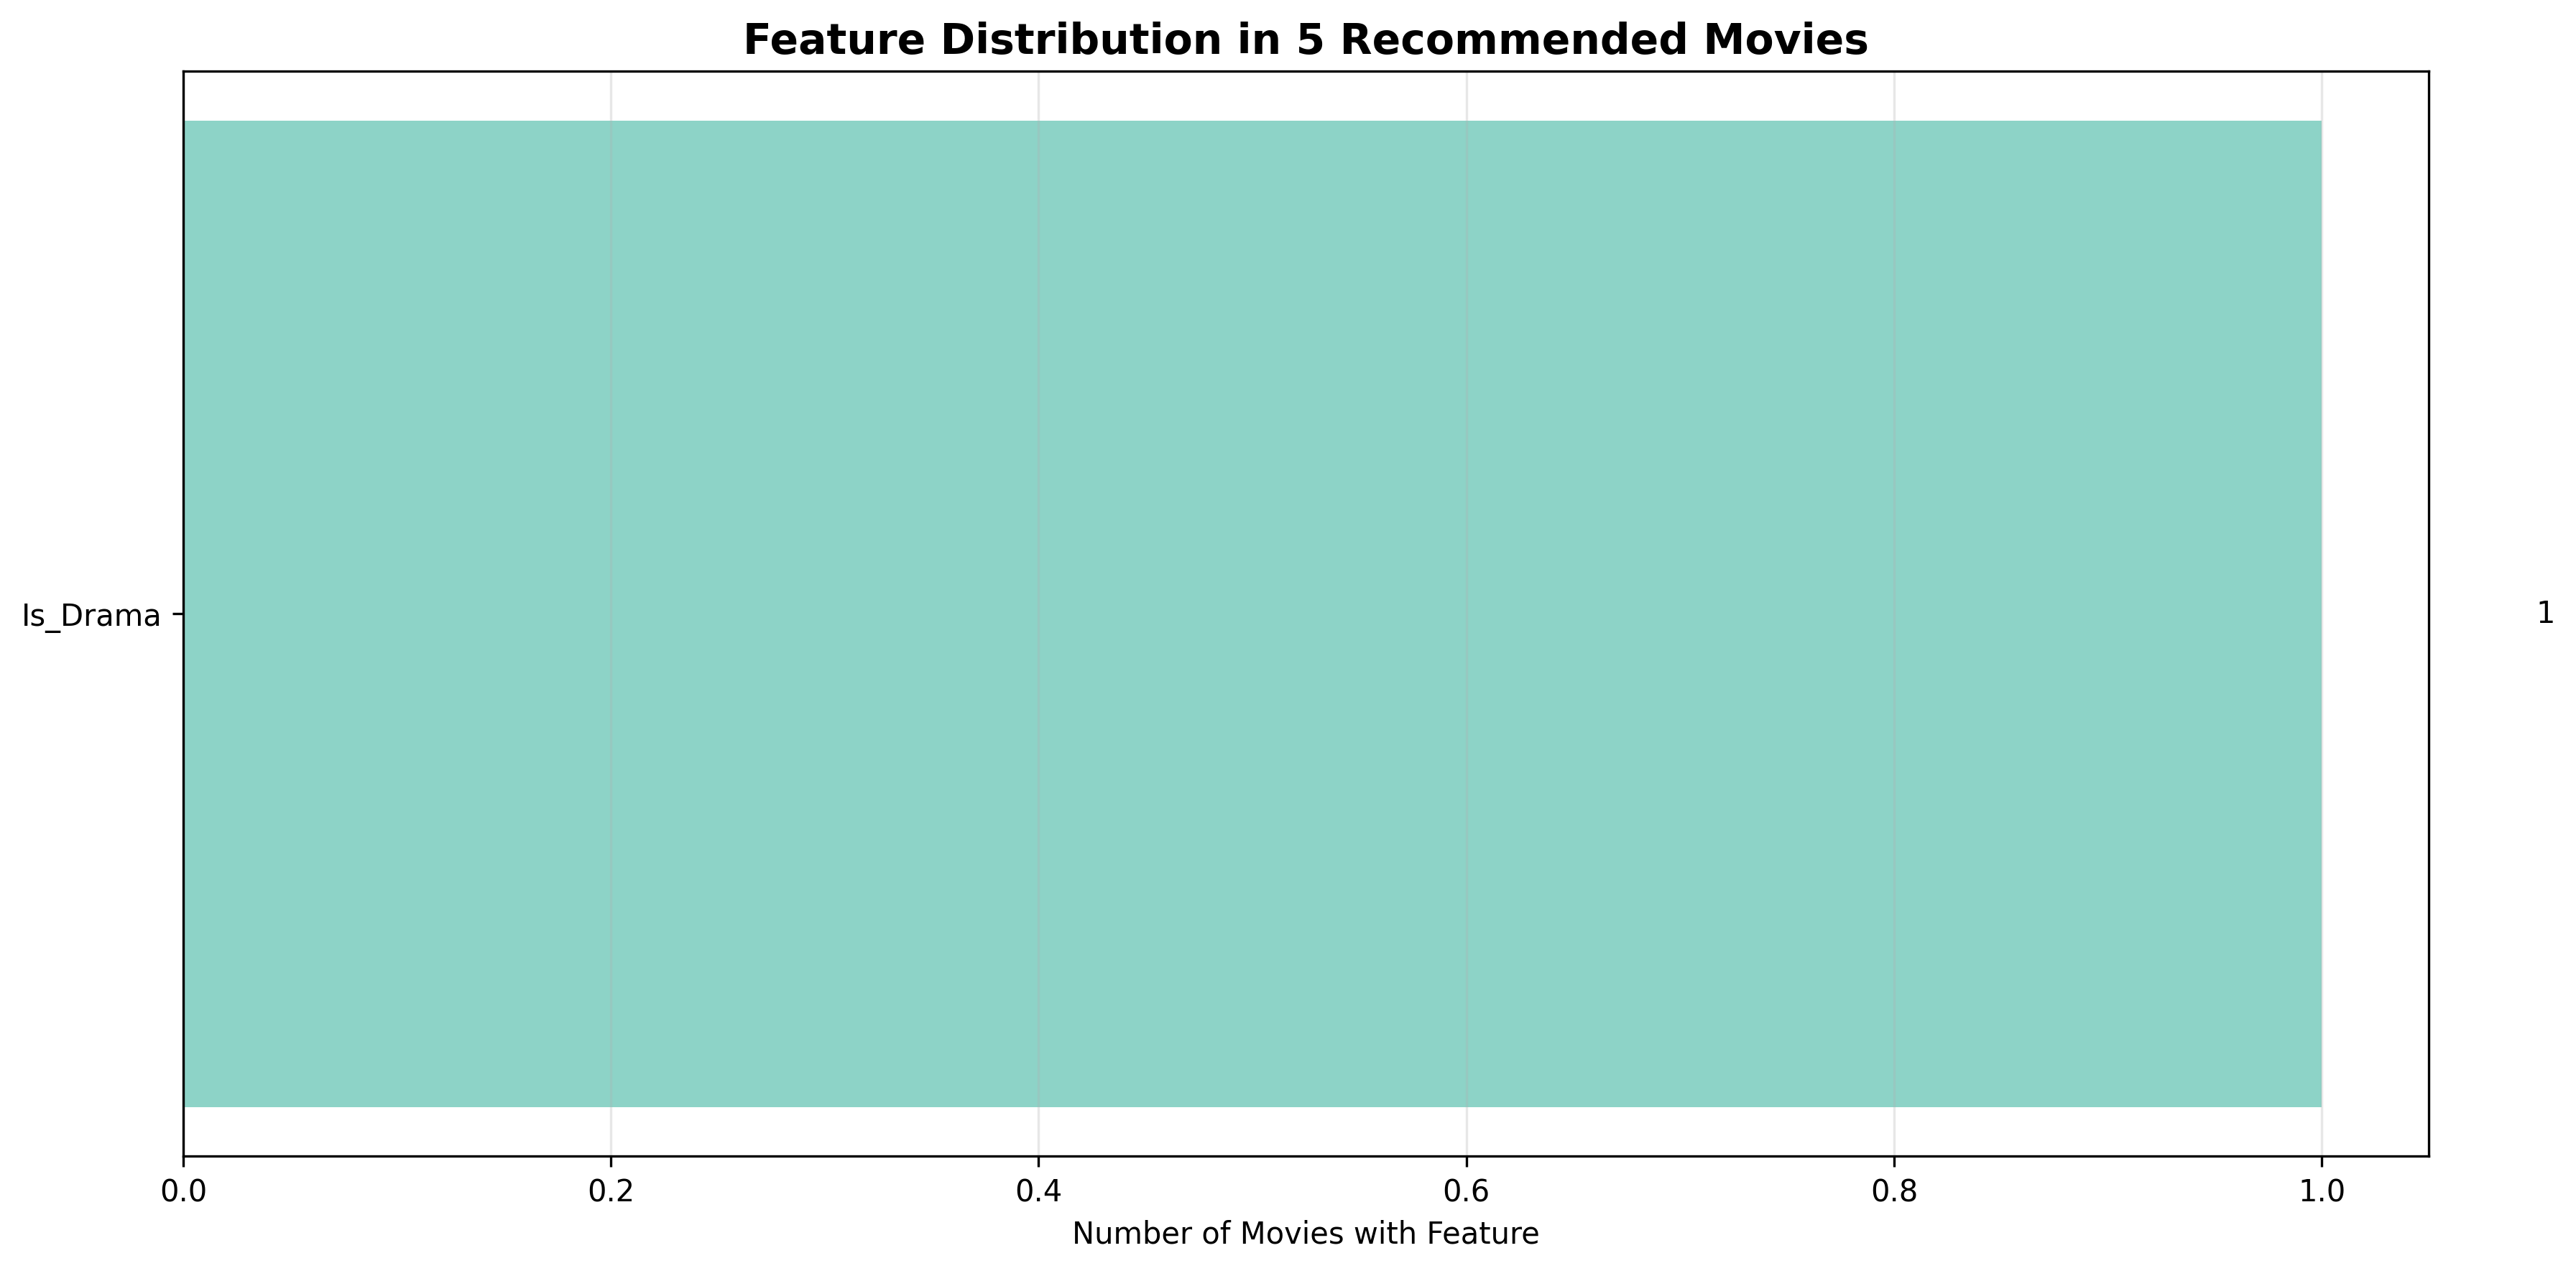 Feature Distribution in 5 Recommended Movies
Is_Drama
1
0.0 0.2 0.4 0.6 0.8 1.0
Number of Movies with Feature